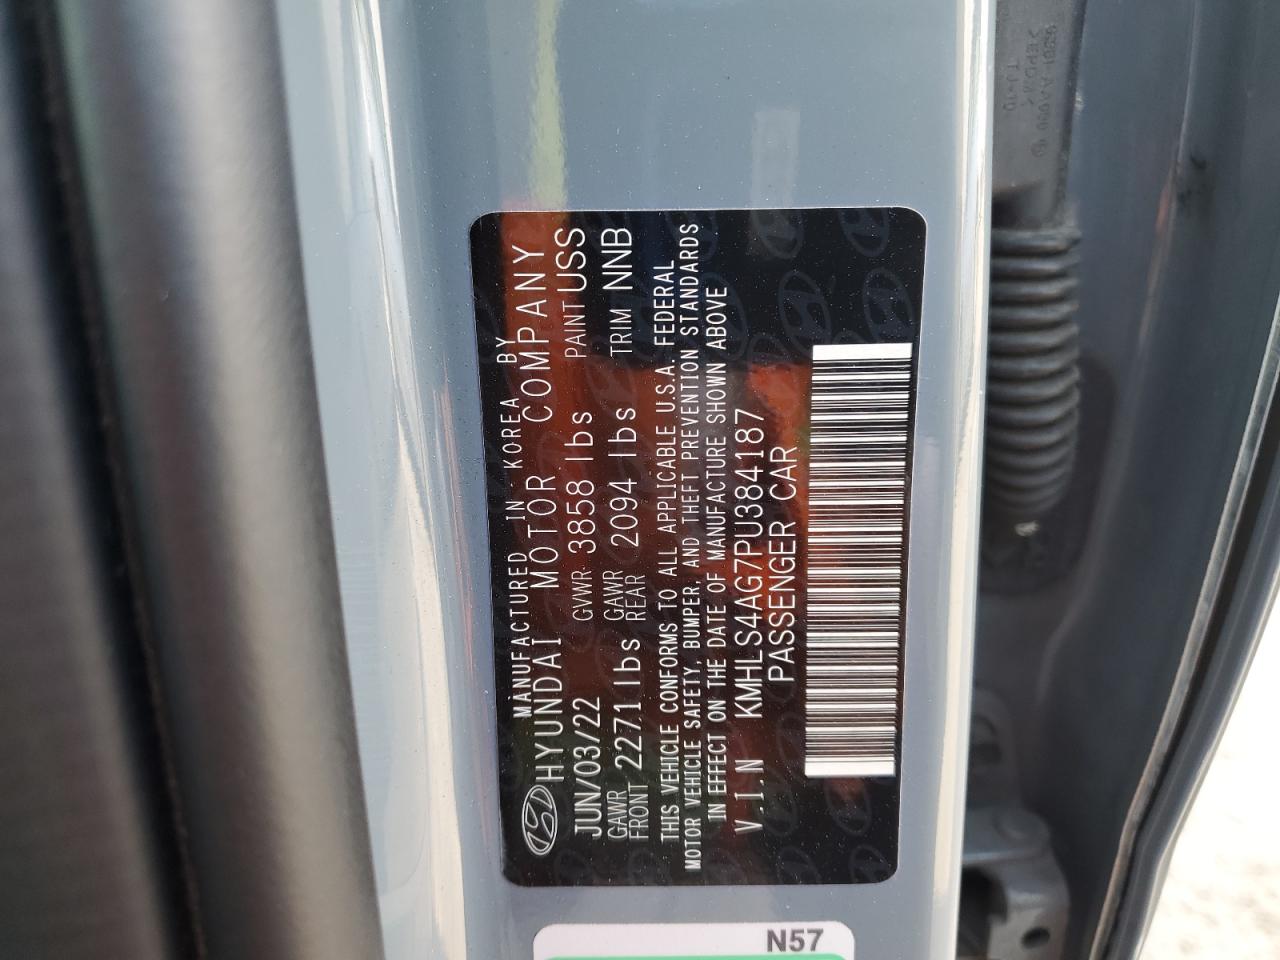 MANUFACTURED IN KOREA BY
HYUNDAI MOTOR COMPANY
JUN/03/22 GVWR 3858 lbs PAINT USS
GAWR FRONT 2271 lbs GAWR REAR 2094 lbs TRIM NNB
THIS VEHICLE CONFORMS TO ALL APPLICABLE U.S.A. FEDERAL
MOTOR VEHICLE SAFETY, BUMPER, AND THEFT PREVENTION STANDARDS
IN EFFECT ON THE DATE OF MANUFACTURE SHOWN ABOVE
V.I.N KMHLS4AG7PU384187
PASSENGER CAR
N57